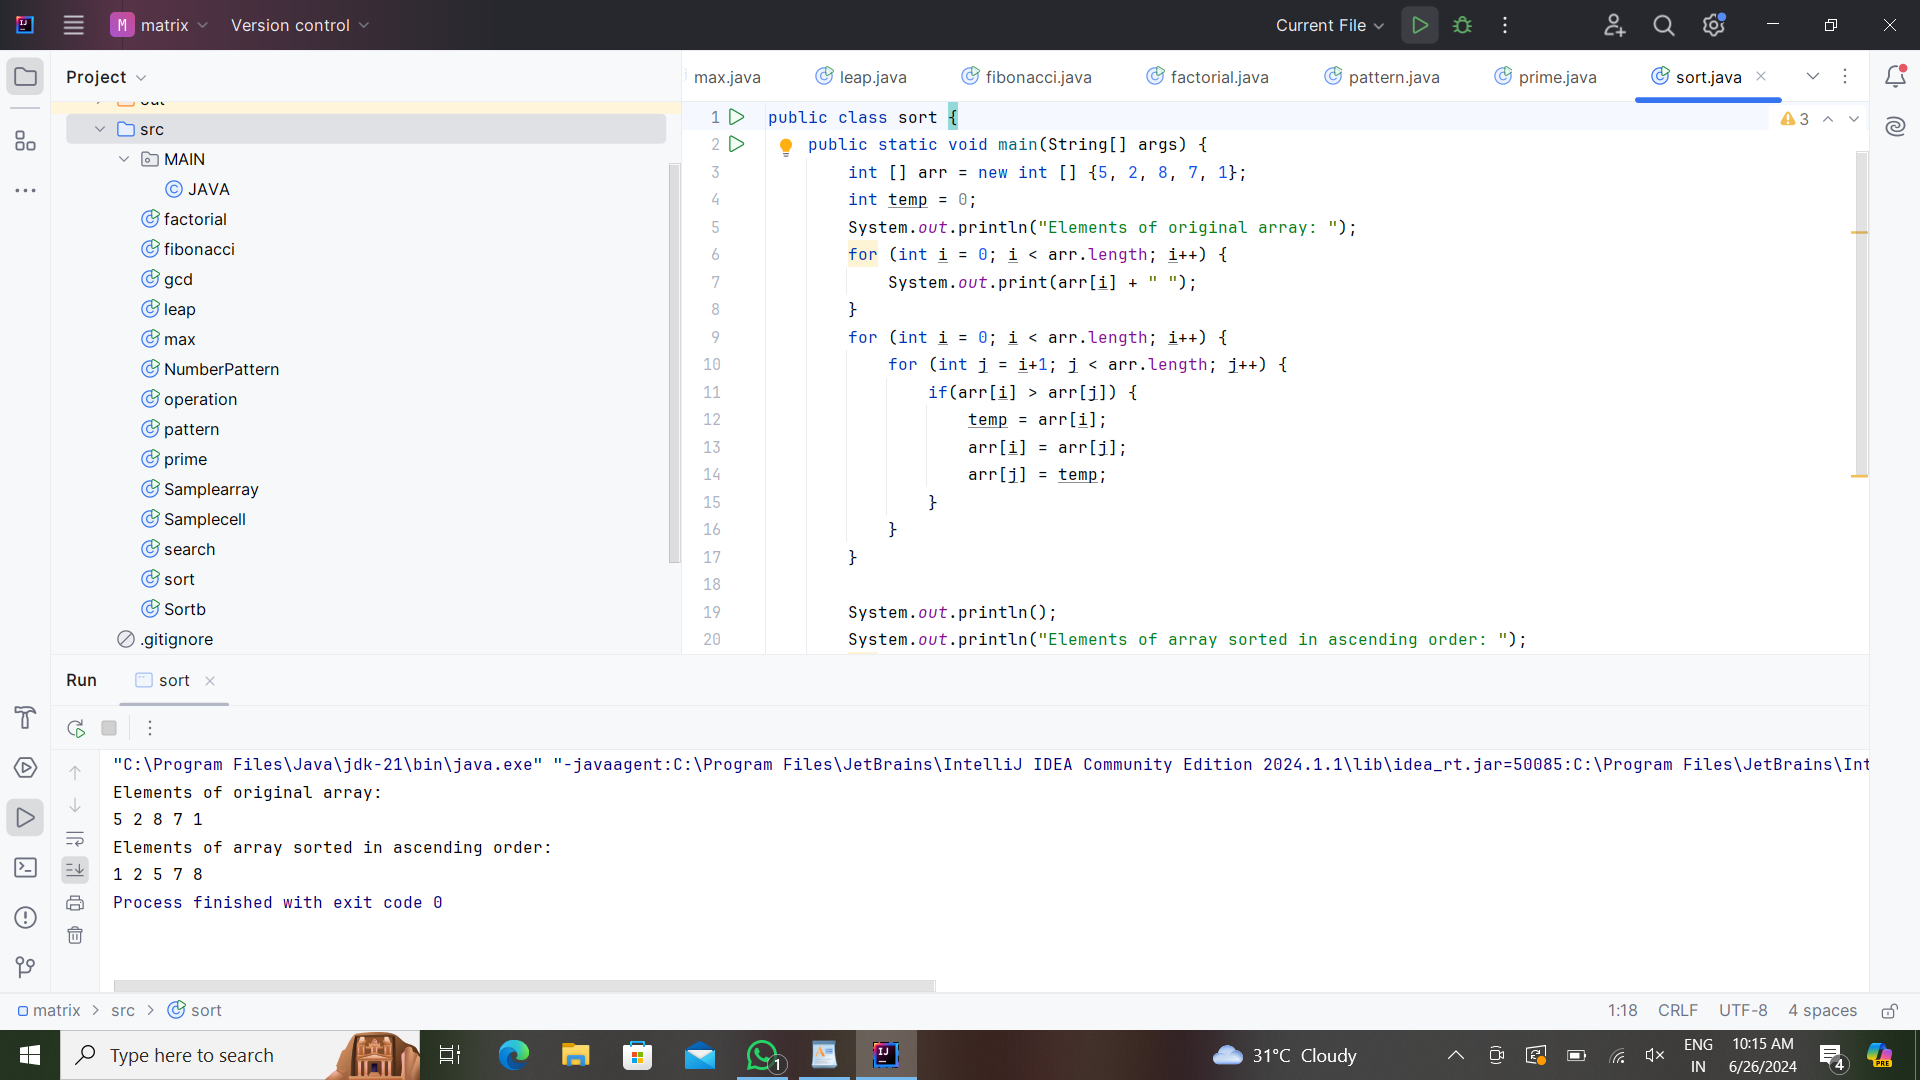 M matrix Version control Current File
Project
max.java leap.java fibonacci.java factorial.java pattern.java prime.java sort.java
src
MAIN
JAVA
factorial
fibonacci
gcd
leap
max
NumberPattern
operation
pattern
prime
Samplearray
Samplecell
search
sort
Sortb
.gitignore
3
1 public class sort {
2 public static void main(String[] args) {
3 int [] arr = new int [] {5, 2, 8, 7, 1};
4 int temp = 0;
5 System.out.println("Elements of original array: ");
6 for (int i = 0; i < arr.length; i++) {
7 System.out.print(arr[i] + " ");
8 }
9 for (int i = 0; i < arr.length; i++) {
10 for (int j = i+1; j < arr.length; j++) {
11 if(arr[i] > arr[j]) {
12 temp = arr[i];
13 arr[i] = arr[j];
14 arr[j] = temp;
15 }
16 }
17 }
18
19 System.out.println();
20 System.out.println("Elements of array sorted in ascending order: ");
Run sort
"C:\Program Files\Java\jdk-21\bin\java.exe" "-javaagent:C:\Program Files\JetBrains\IntelliJ IDEA Community Edition 2024.1.1\lib\idea_rt.jar=50085:C:\Program Files\JetBrains\Int
Elements of original array:
5 2 8 7 1
Elements of array sorted in ascending order:
1 2 5 7 8
Process finished with exit code 0
matrix > src > sort 1:18 CRLF UTF-8 4 spaces
Type here to search
IJ
1
31°C Cloudy
ENG
IN
10:15 AM
6/26/2024
4
PRE